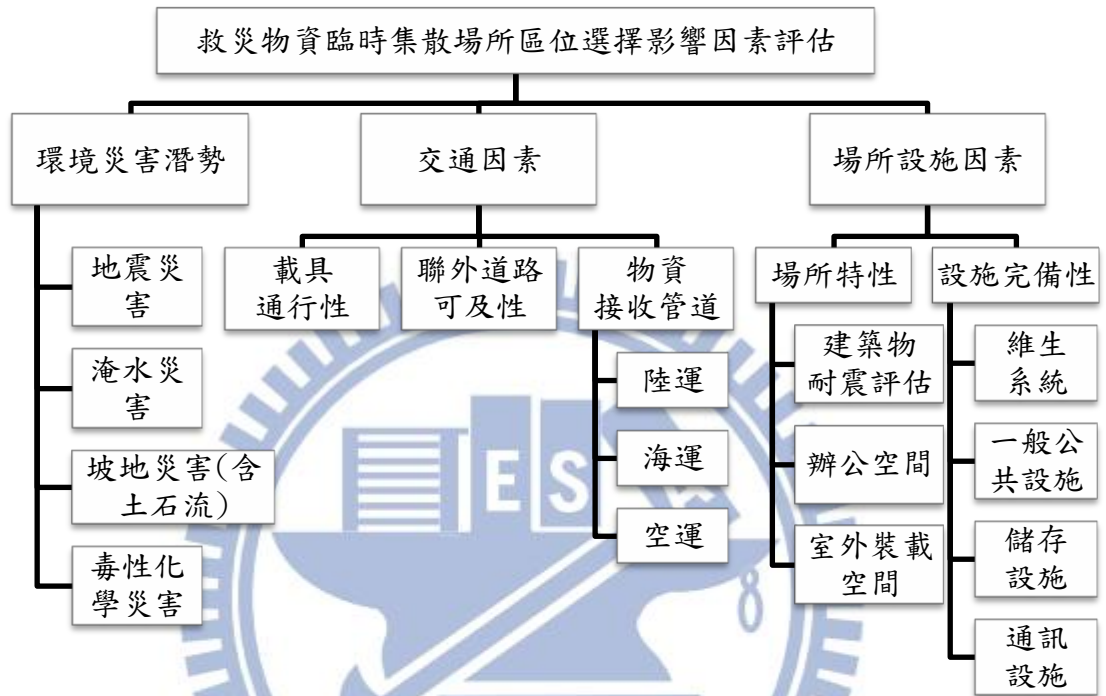 救災物資臨時集散場所區位選擇影響因素評估
環境災害潛勢
地震災
害
淹水災
害
坡地災害(含
土石流)
毒性化
學災害
交通因素
載具
通行性
聯外道路
可及性
物資
接收管道
陸運
海運
空運
場所設施因素
場所特性
建築物
耐震評估
辦公空間
室外裝載
空間
設施完備性
維生
系統
一般公
共設施
儲存
設施
通訊
設施
ES